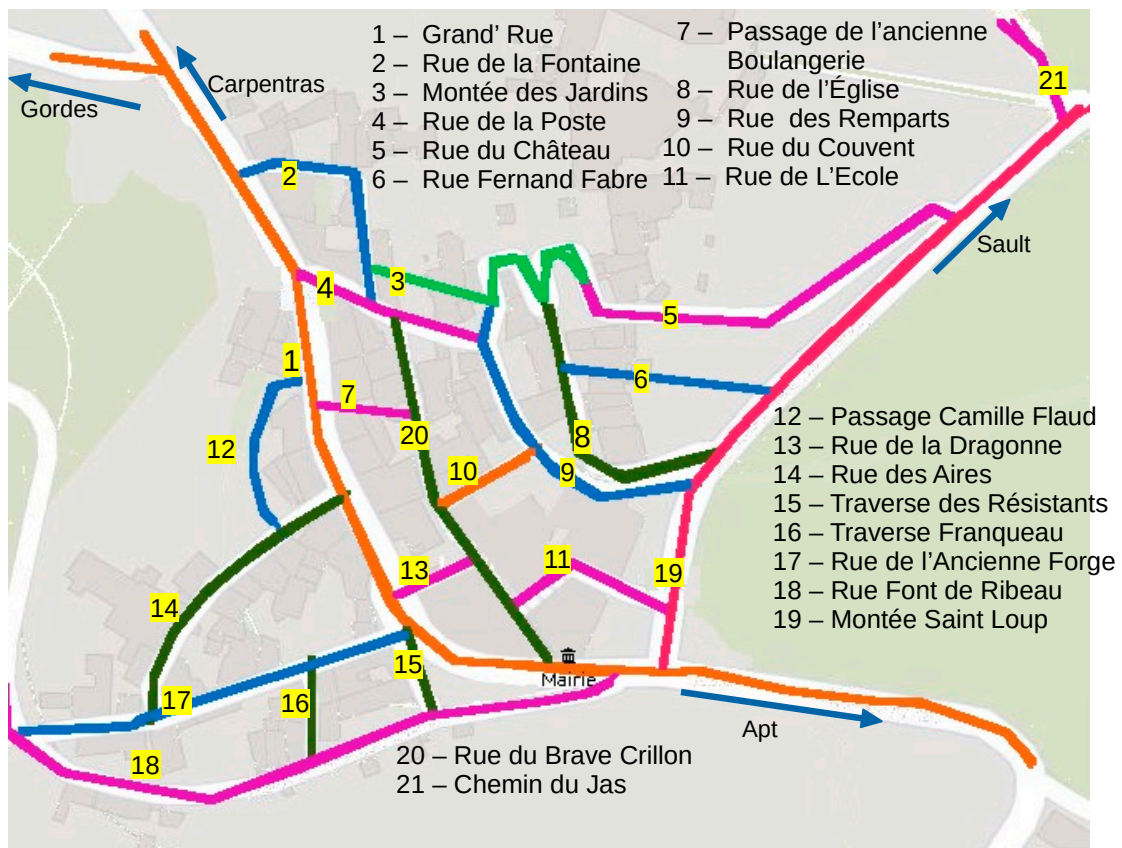 1 – Grand' Rue
2 – Rue de la Fontaine
3 – Montée des Jardins
4 – Rue de la Poste
5 – Rue du Château
6 – Rue Fernand Fabre
7 – Passage de l’ancienne
Boulangerie
8 – Rue de l’Église
9 – Rue des Remparts
10 – Rue du Couvent
11 – Rue de L’Ecole
Carpentras
Gordes
21
2
Sault
3
4
5
1
6
7
12 – Passage Camille Flaud
13 – Rue de la Dragonne
14 – Rue des Aires
15 – Traverse des Résistants
16 – Traverse Franqueau
17 – Rue de l’Ancienne Forge
18 – Rue Font de Ribeau
19 – Montée Saint Loup
20
8
12
10
9
11
13
19
14
15
Mairie
17
16
Apt
18
20 – Rue du Brave Crillon
21 – Chemin du Jas